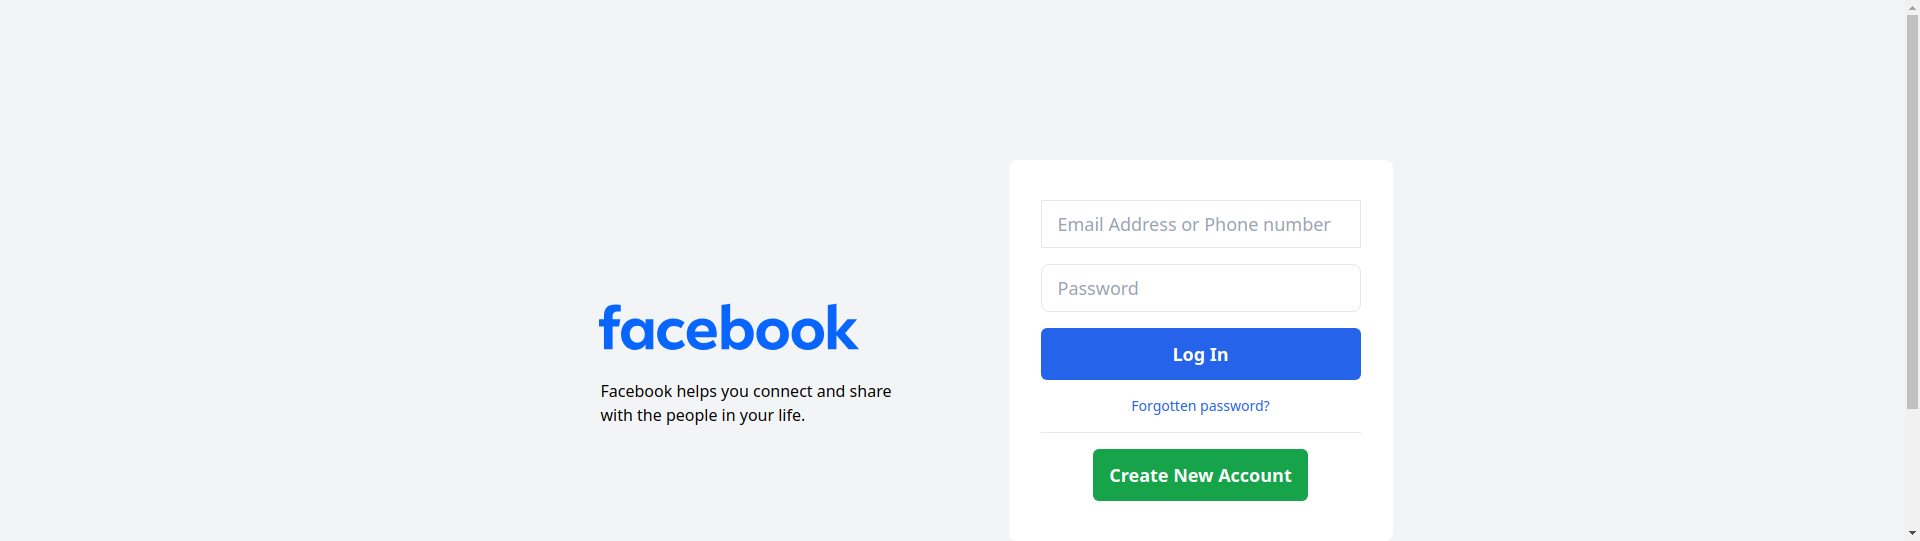 facebook
Facebook helps you connect and share
with the people in your life.
Email Address or Phone number
Password
Log In
Forgotten password?
Create New Account